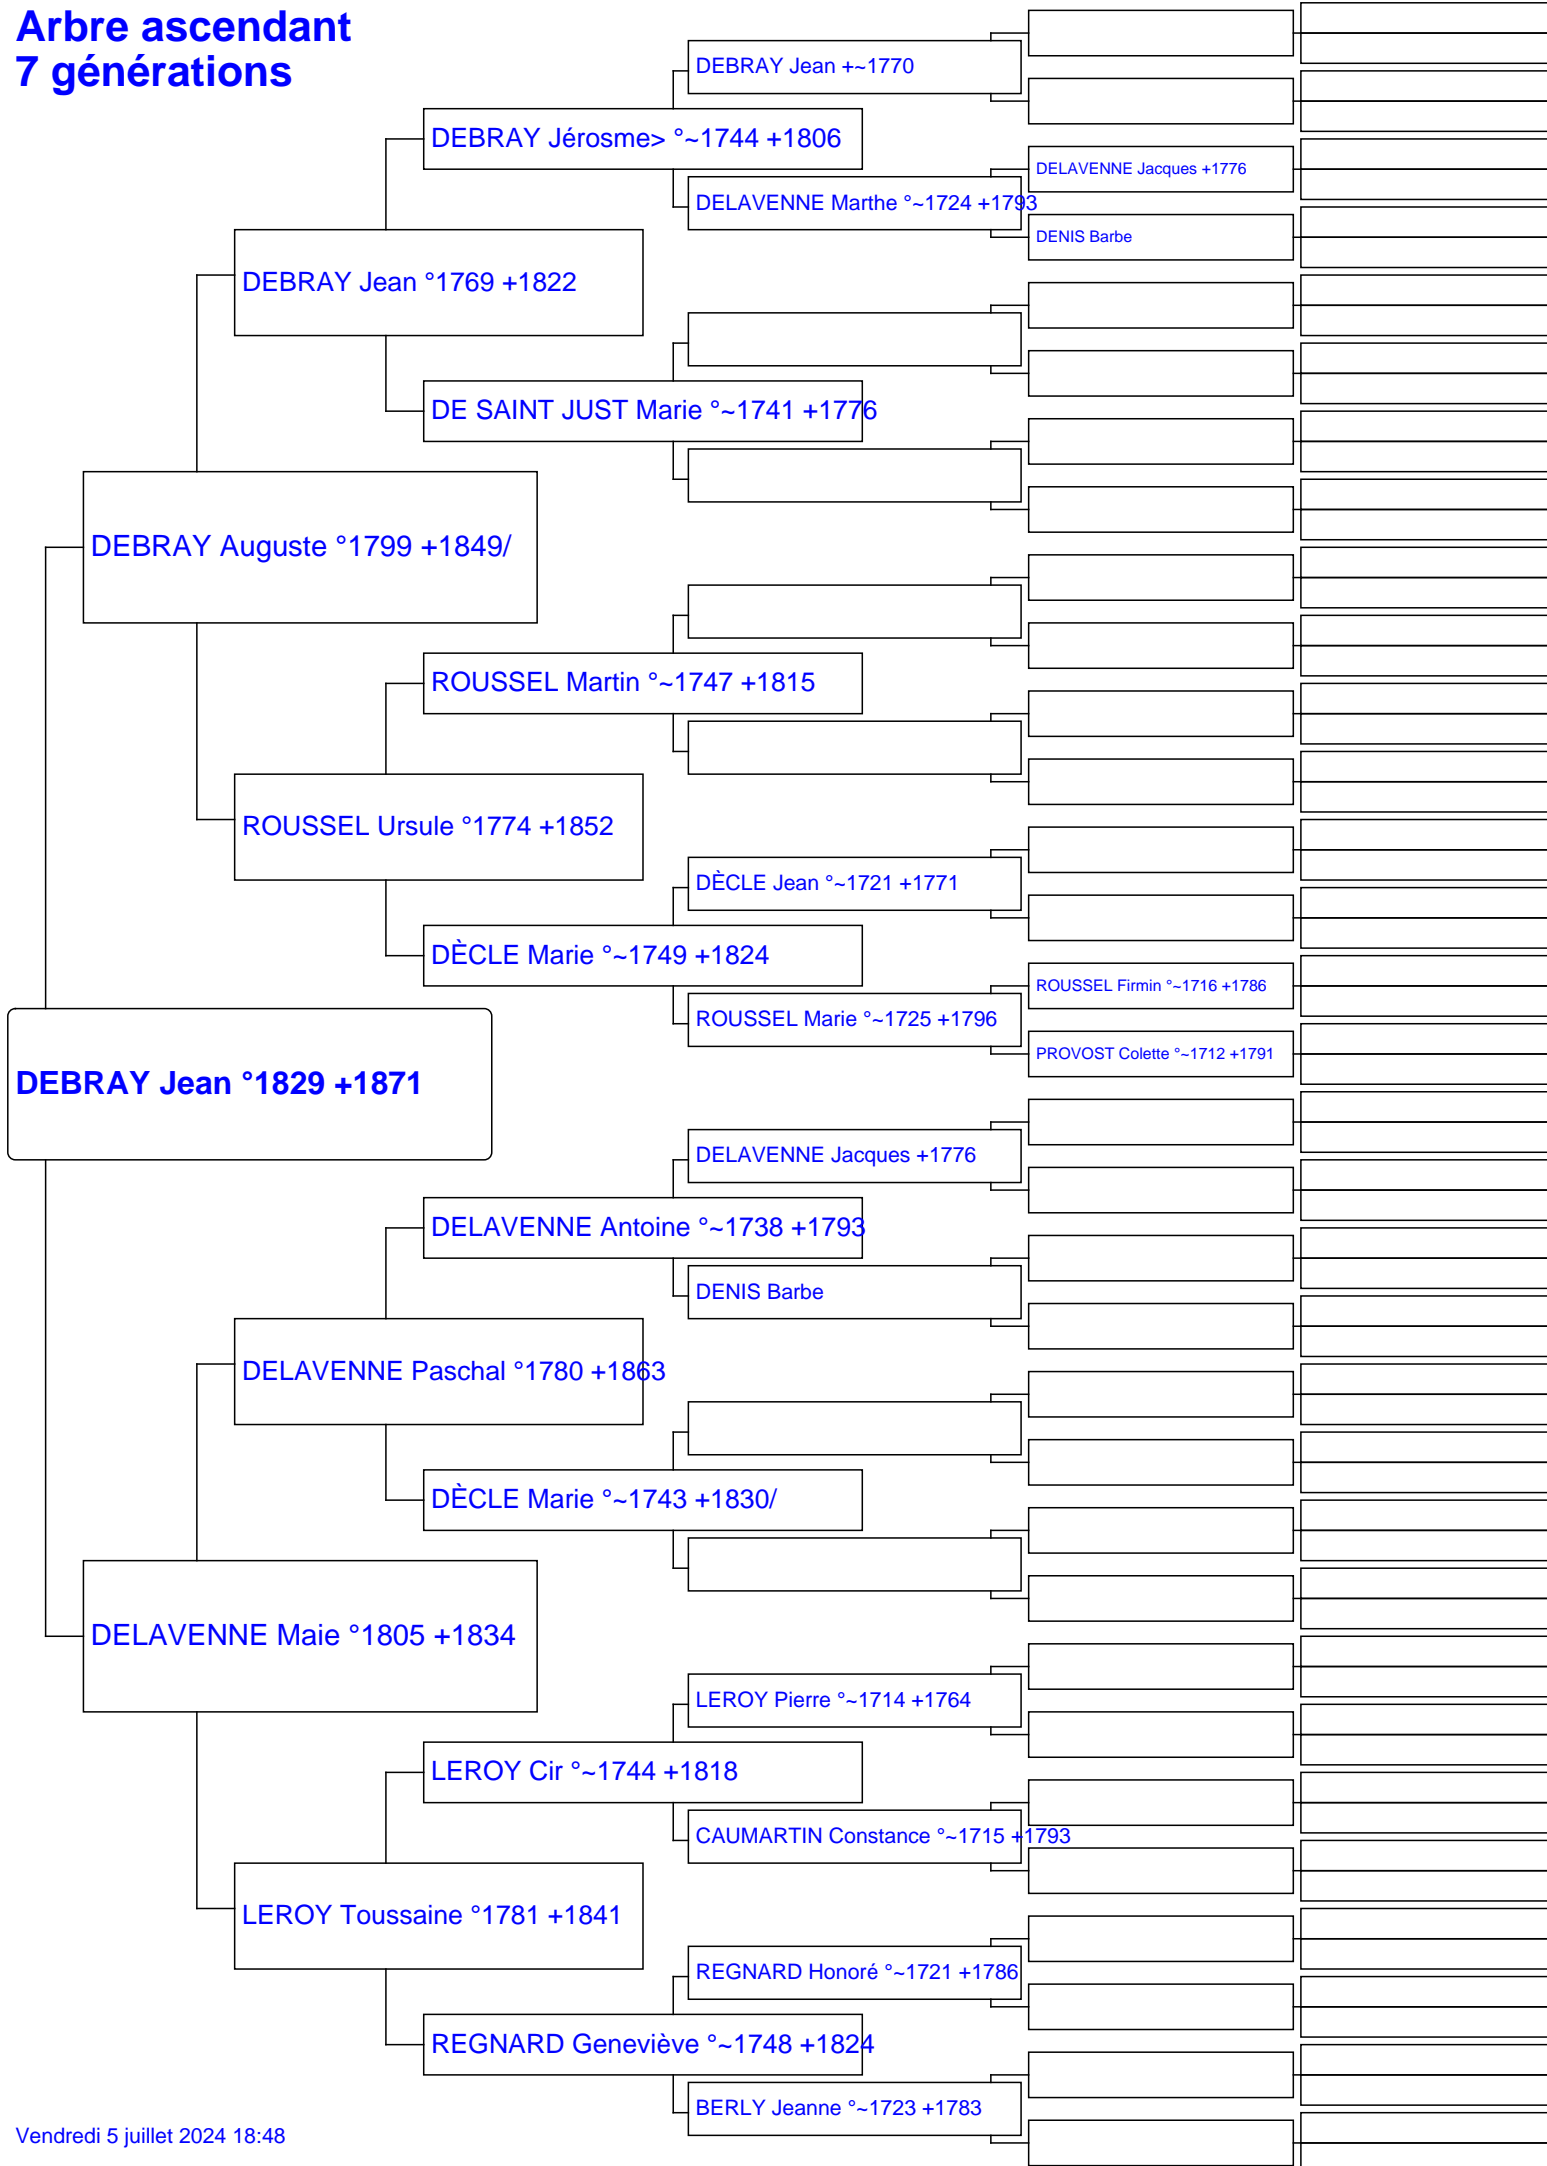 Arbre ascendant
7 générations
DEBRAY Jean +~1770
DEBRAY Jérosme> °~1744 +1806
DELAVENNE Jacques +1776
DELAVENNE Marthe °~1724 +1793
DENIS Barbe
DEBRAY Jean °1769 +1822
DE SAINT JUST Marie °~1741 +1776
DEBRAY Auguste °1799 +1849/
ROUSSEL Martin °~1747 +1815
ROUSSEL Ursule °1774 +1852
DÈCLE Jean °~1721 +1771
DÈCLE Marie °~1749 +1824
ROUSSEL Firmin °~1716 +1786
ROUSSEL Marie °~1725 +1796
PROVOST Colette °~1712 +1791
DEBRAY Jean °1829 +1871
DELAVENNE Jacques +1776
DELAVENNE Antoine °~1738 +1793
DENIS Barbe
DELAVENNE Paschal °1780 +1863
DÈCLE Marie °~1743 +1830/
DELAVENNE Maie °1805 +1834
LEROY Pierre °~1714 +1764
LEROY Cir °~1744 +1818
CAUMARTIN Constance °~1715 +1793
LEROY Toussaine °1781 +1841
REGNARD Honoré °~1721 +1786
REGNARD Geneviève °~1748 +1824
BERLY Jeanne °~1723 +1783
Vendredi 5 juillet 2024 18:48